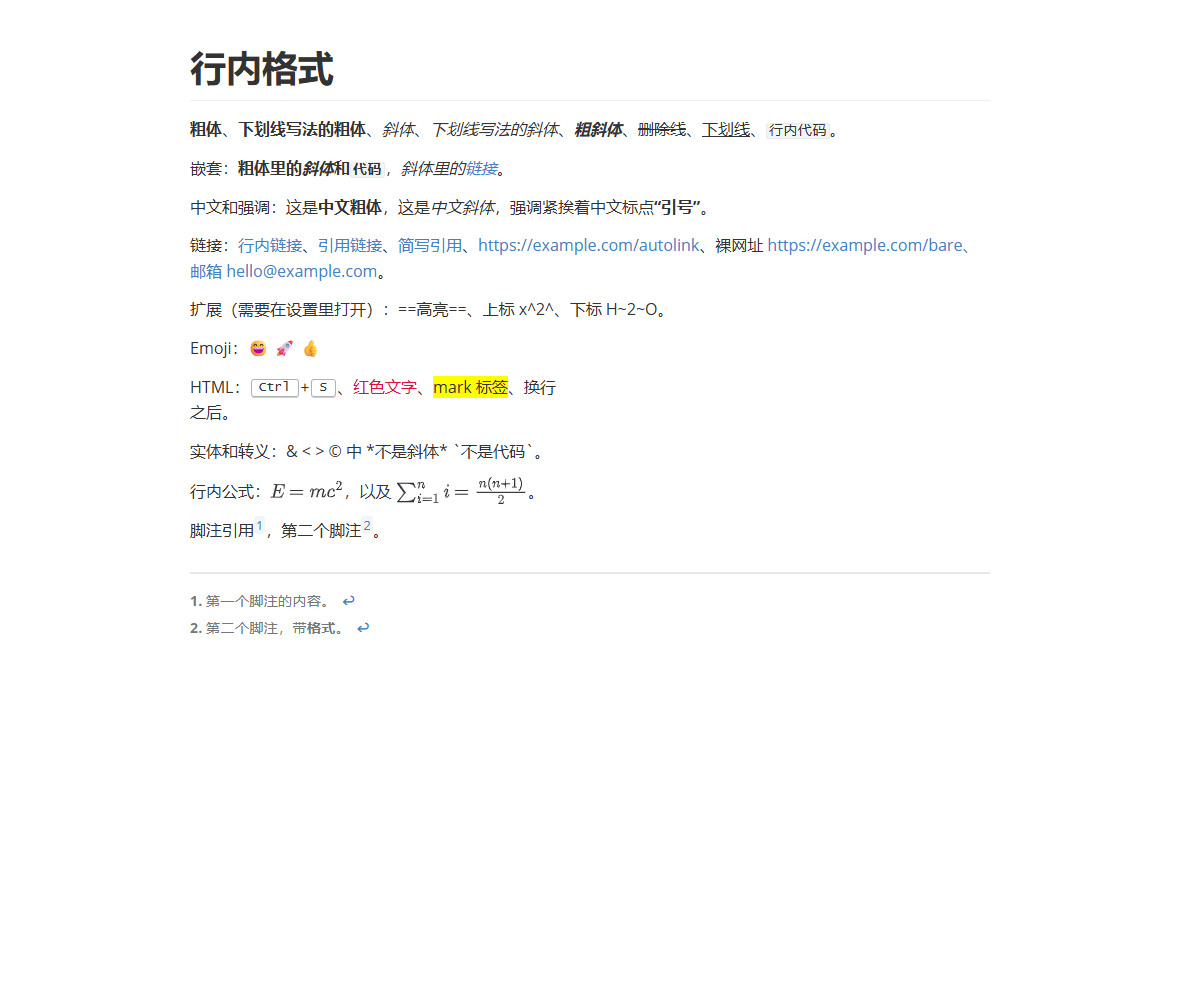 行内格式
粗体、下划线写法的粗体、斜体、下划线写法的斜体、粗斜体、删除线、下划线、行内代码。
嵌套：粗体里的斜体和代码，斜体里的链接。
中文和强调：这是中文粗体，这是中文斜体，强调紧挨着中文标点“引号”。
链接：行内链接、引用链接、简写引用、https://example.com/autolink、裸网址 https://example.com/bare、
邮箱 hello@example.com。
扩展（需要在设置里打开）：==高亮==、上标 x^2^、下标 H~2~O。
Emoji：😄 🚀 👍
HTML：Ctrl+S、红色文字、mark 标签、换行
之后。
实体和转义：& < > © 中 *不是斜体* `不是代码`。
行内公式：$E = mc^2$，以及 $\sum_{i=1}^{n} i = \frac{n(n+1)}{2}$。
脚注引用1，第二个脚注2。
1. 第一个脚注的内容。 ↩
2. 第二个脚注，带格式。 ↩